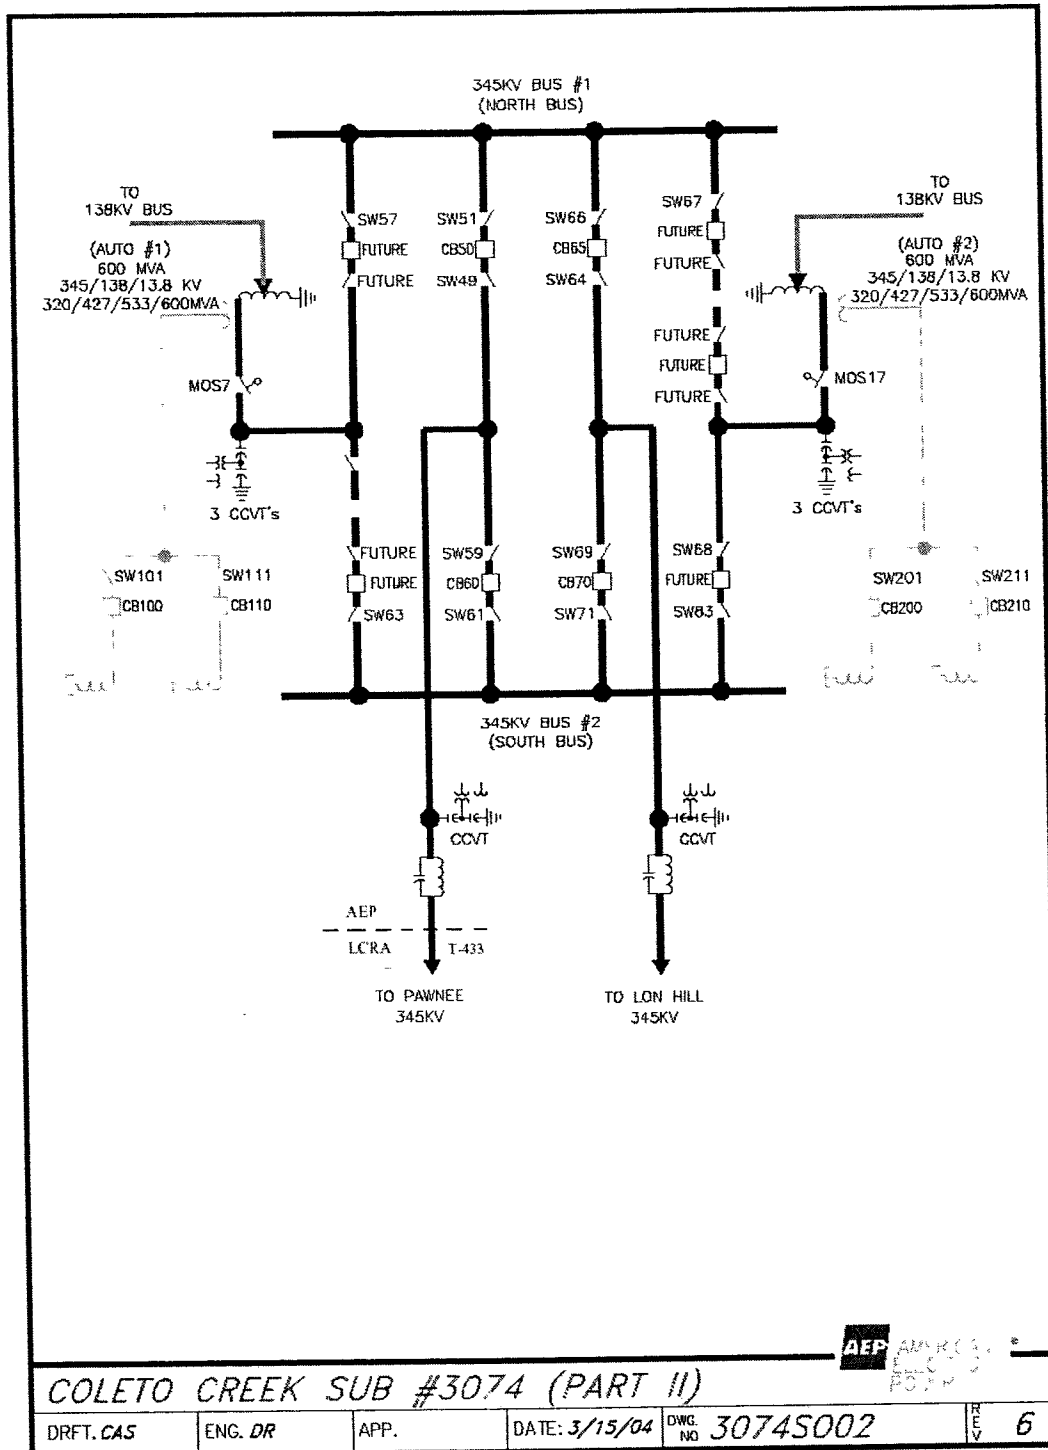 345KV BUS #1
(NORTH BUS)
TO
138KV BUS
(AUTO #1)
600 MVA
345/138/13.8 KV
320/427/533/600MVA
SW57
FUTURE
FUTURE
SW51
CB50
SW49
SW66
CB65
SW64
SW67
FUTURE
FUTURE
FUTURE
FUTURE
FUTURE
TO
138KV BUS
(AUTO #2)
600 MVA
345/138/13.8 KV
320/427/533/600MVA
MOS7
MOS17
3 CCVT's
3 CCVT's
SW101
CB100
SW111
CB110
FUTURE
FUTURE
SW63
SW59
CB60
SW61
SW69
CB70
SW71
SW68
FUTURE
SW83
SW201
CB200
SW211
CB210
345KV BUS #2
(SOUTH BUS)
CCVT
CCVT
AEP
LCRA
T-433
TO PAWNEE
345KV
TO LON HILL
345KV
AEP
COLETO CREEK SUB #3074 (PART II)
DRFT. CAS
ENG. DR
APP.
DATE: 3/15/04
DWG. NO 3074S002
REV 6